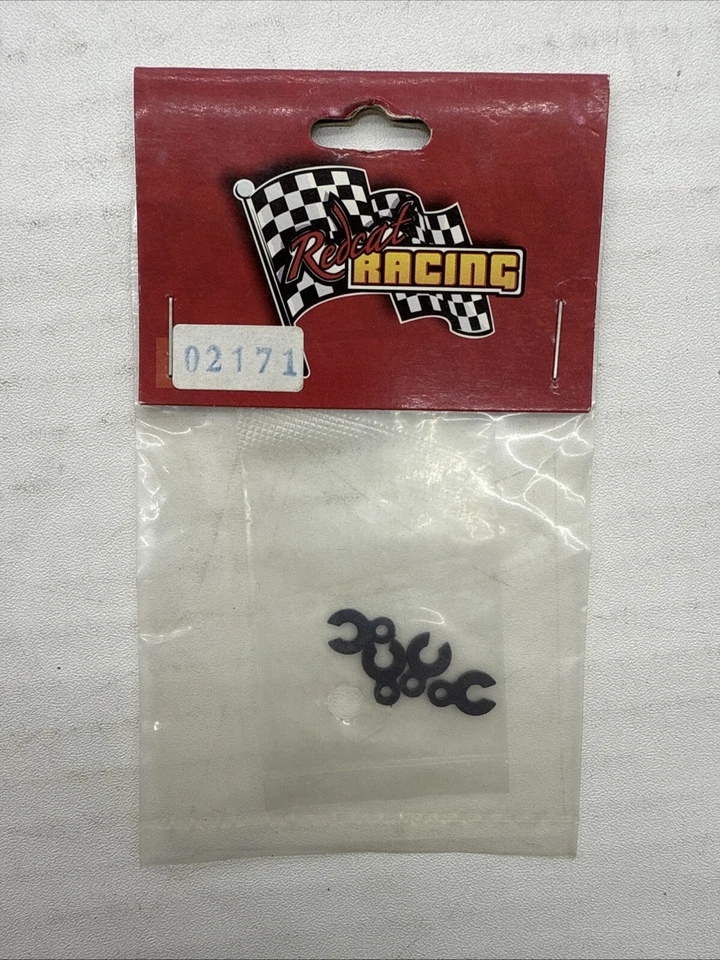 Redcat
RACING
02171